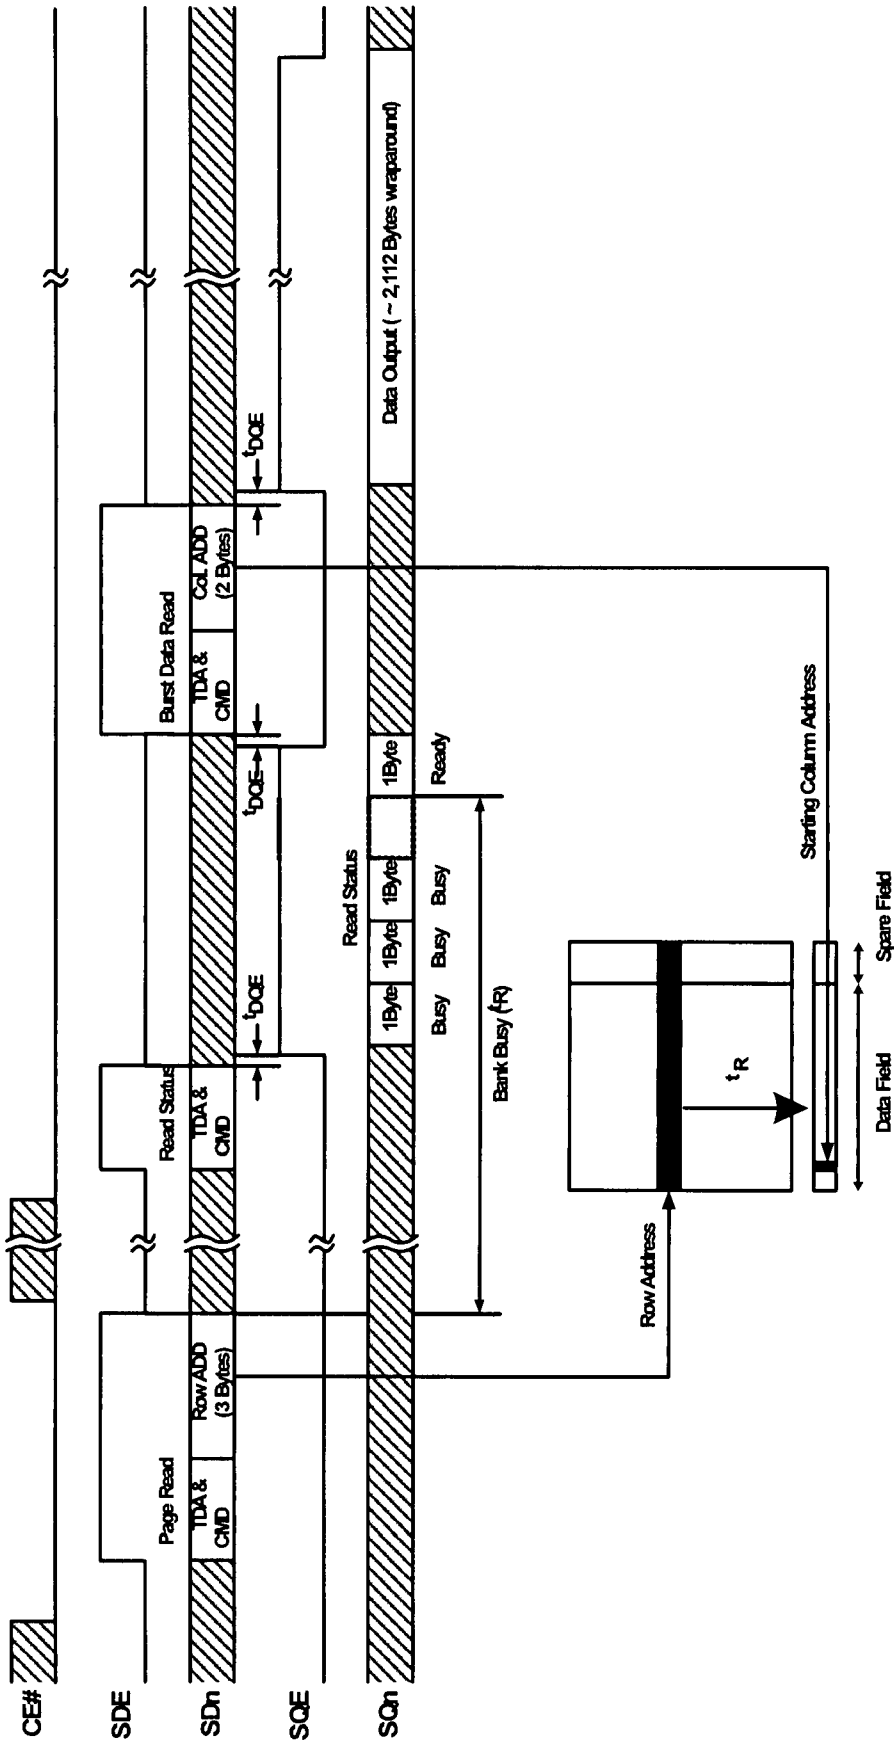 CE#
SDE
SDn
SQE
SQn
Page Read
TDA &
CMD
Row ADD
(3 Bytes)
Read Status
TDA &
CMD
tDQE
tDQE
Burst Data Read
TDA &
CMD
Col. ADD
(2 Bytes)
tDQE
Read Status
1Byte
1Byte
1Byte
1Byte
Busy
Busy
Busy
Ready
Data Output ( ~ 2,112 Bytes wraparound)
Bank Busy (tR)
Row Address
tR
Starting Column Address
Data Field
Spare Field